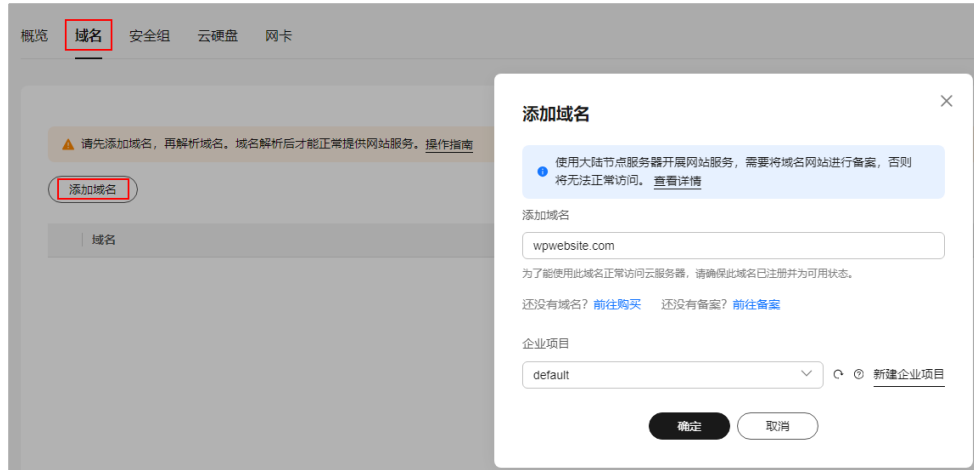 概览 域名 安全组 云硬盘 网卡
请先添加域名，再解析域名。域名解析后才能正常提供网站服务。操作指南
添加域名
域名
添加域名
使用大陆节点服务器开展网站服务，需要将域名网站进行备案，否则
将无法正常访问。 查看详情
添加域名
wpwebsite.com
为了能使用此域名正常访问云服务器，请确保此域名已注册并为可用状态。
还没有域名？前往购买 还没有备案？前往备案
企业项目
default 新建企业项目
确定 取消